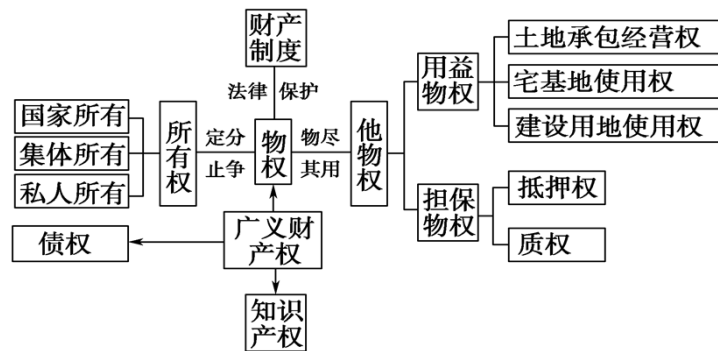 财产
制度
法律 保护
国家所有
集体所有
私人所有
所有权
定分
止争
物权
物尽
其用
他物权
用益
物权
土地承包经营权
宅基地使用权
建设用地使用权
担保
物权
抵押权
质权
广义财
产权
债权
知识
产权